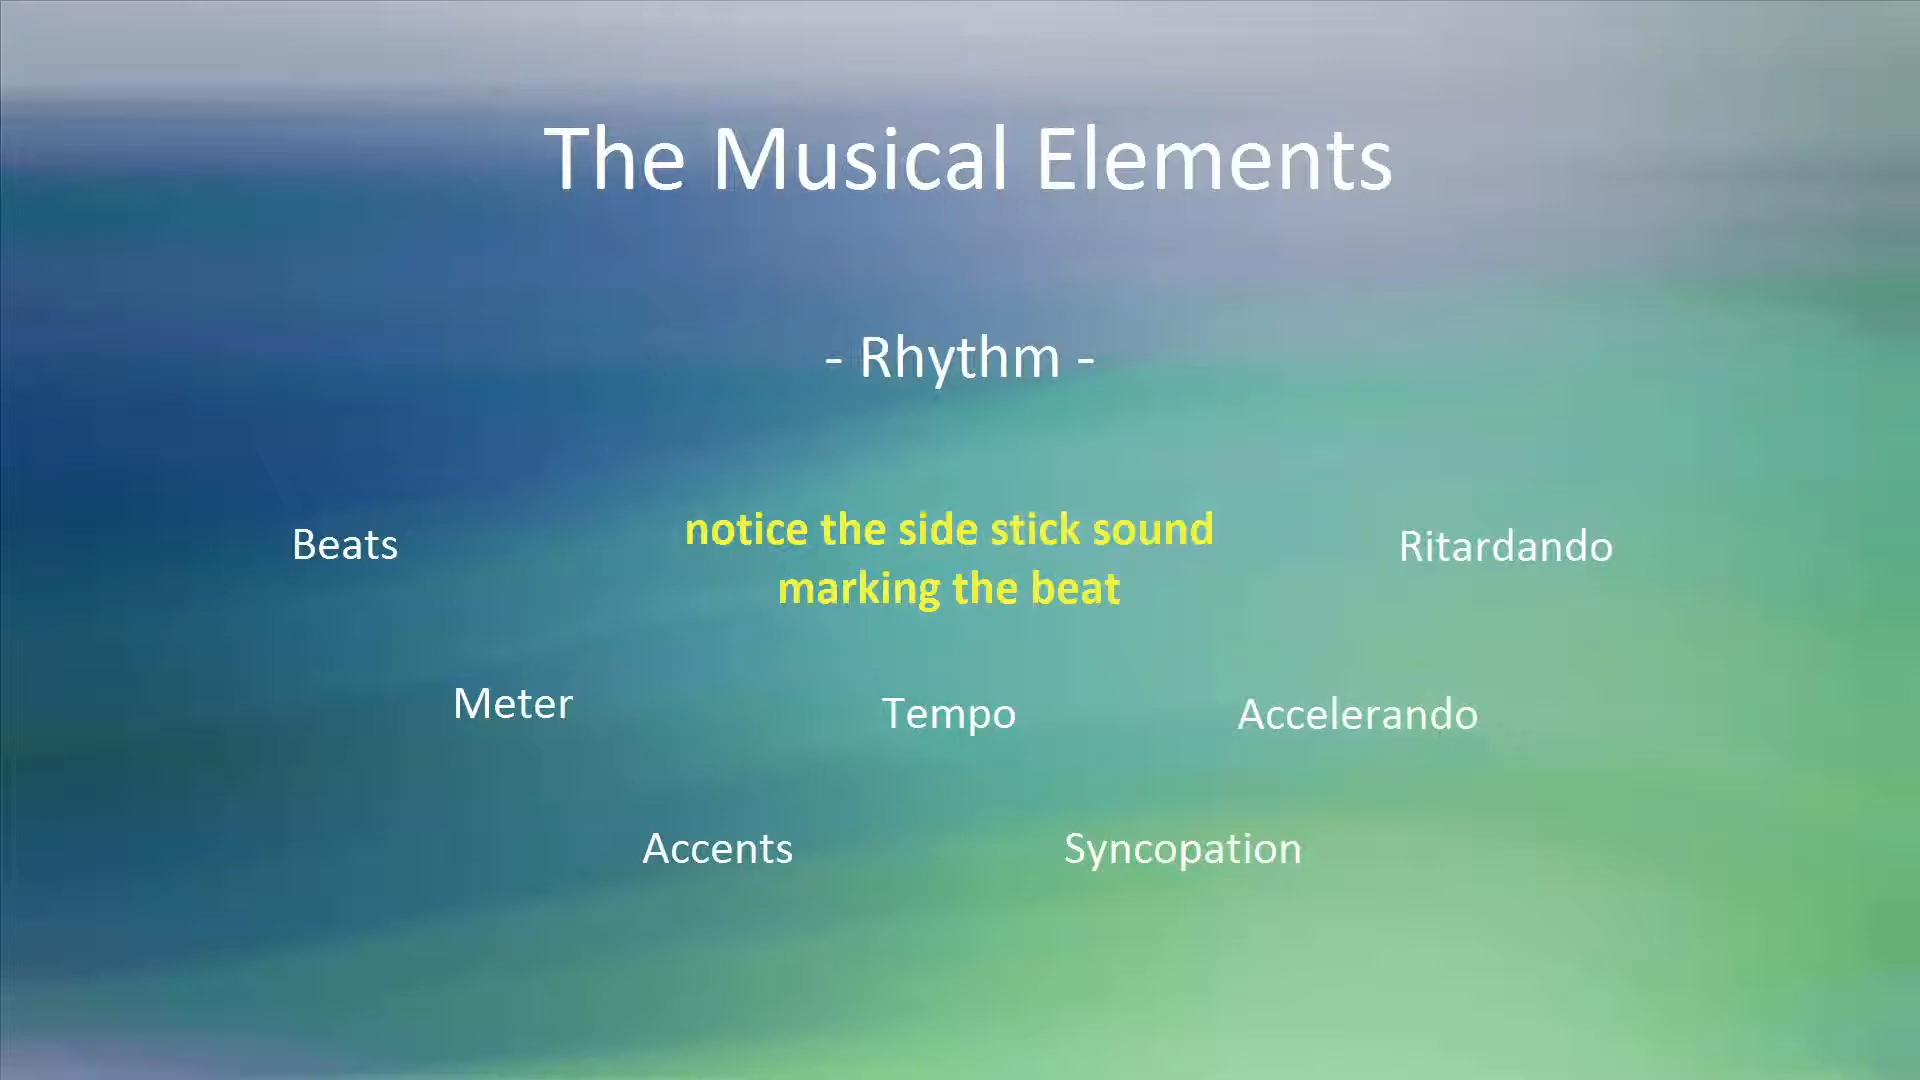 The Musical Elements
- Rhythm -
notice the side stick sound
marking the beat
Beats
Ritardando
Meter
Tempo
Accelerando
Accents
Syncopation